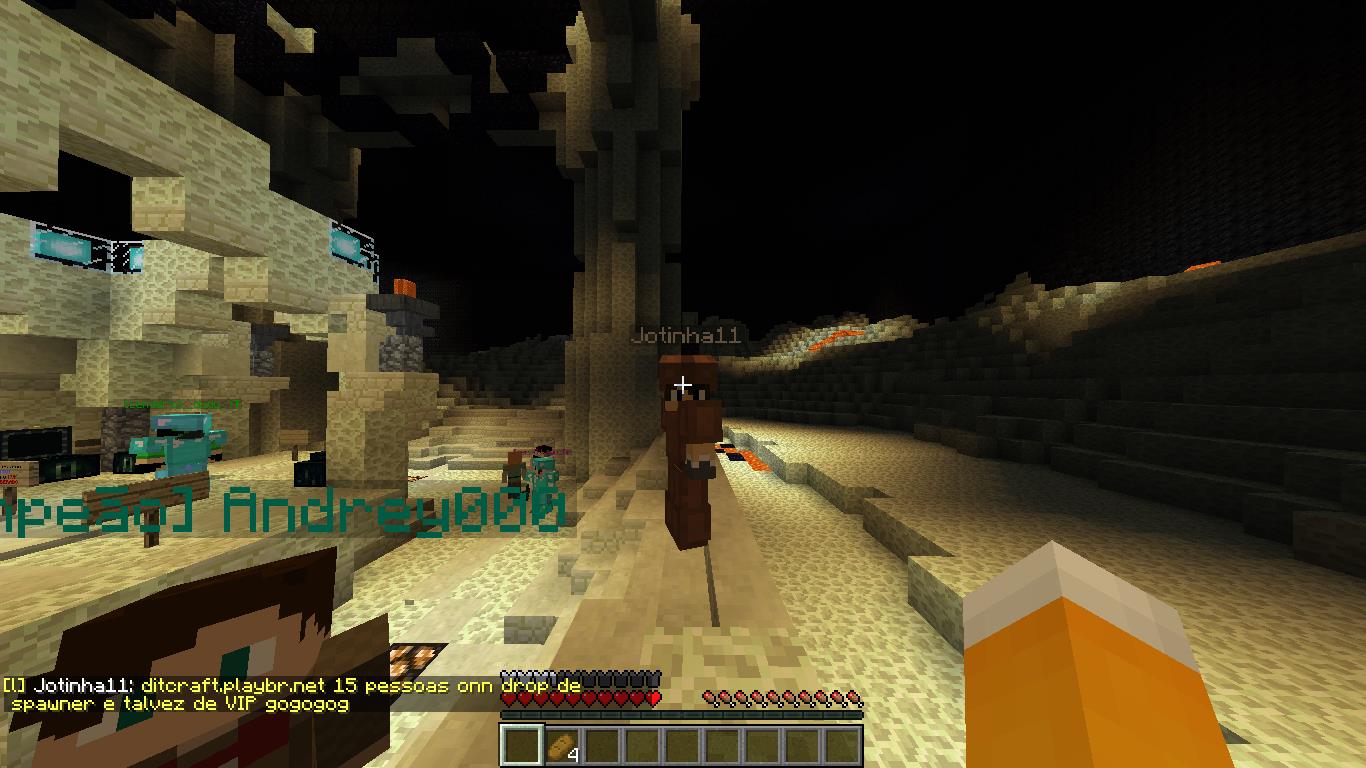 Jotinha11
peão] Andrey000
[l] Jotinha11: ditcraft.playbr.net 15 pessoas onn drop de
spawner e talvez de VIP gogogog
4